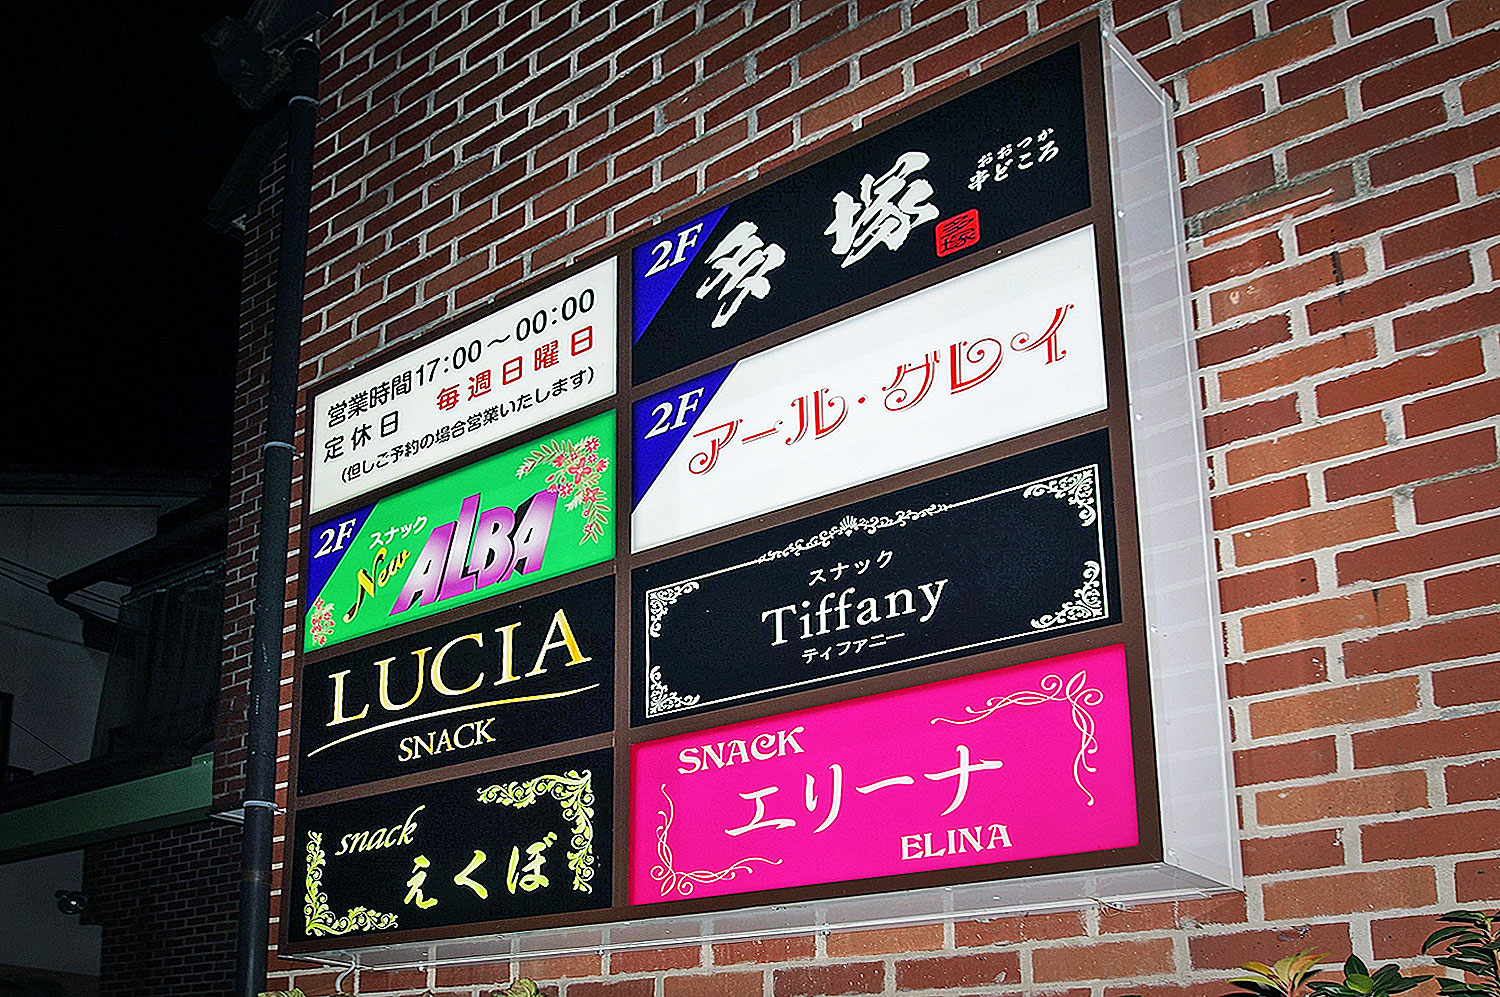 営業時間17:00～00:00
定休日 毎週日曜日
(但しご予約の場合営業いたします)
2F
スナック
New ALBA
LUCIA
SNACK
snack
えくぼ
2F
多塚
おおつか
串どころ
多塚
2F
アール・グレイ
スナック
Tiffany
ティファニー
SNACK
エリーナ
ELINA